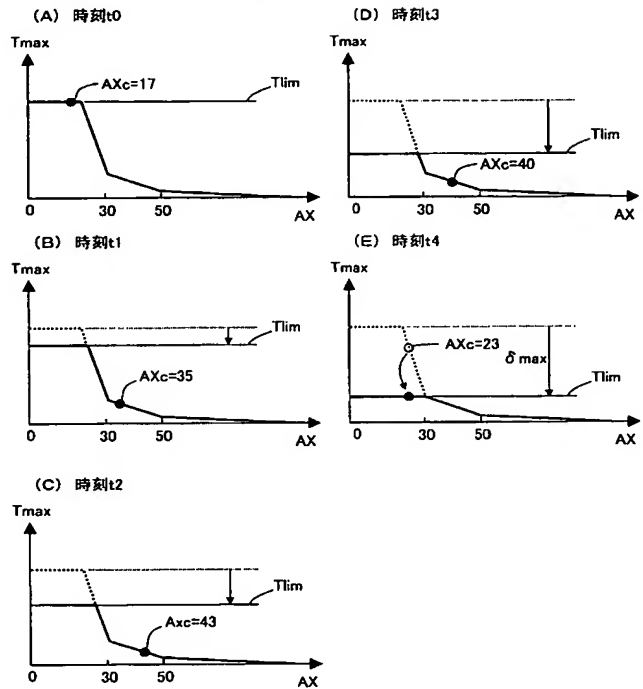 (A) 時刻t0
Tmax
AXc=17
Tlim
0
30
50
AX
(B) 時刻t1
Tmax
Tlim
AXc=35
0
30
50
AX
(C) 時刻t2
Tmax
Tlim
Axc=43
0
30
50
AX
(D) 時刻t3
Tmax
Tlim
AXc=40
0
30
50
AX
(E) 時刻t4
Tmax
AXc=23
δmax
Tlim
0
30
50
AX